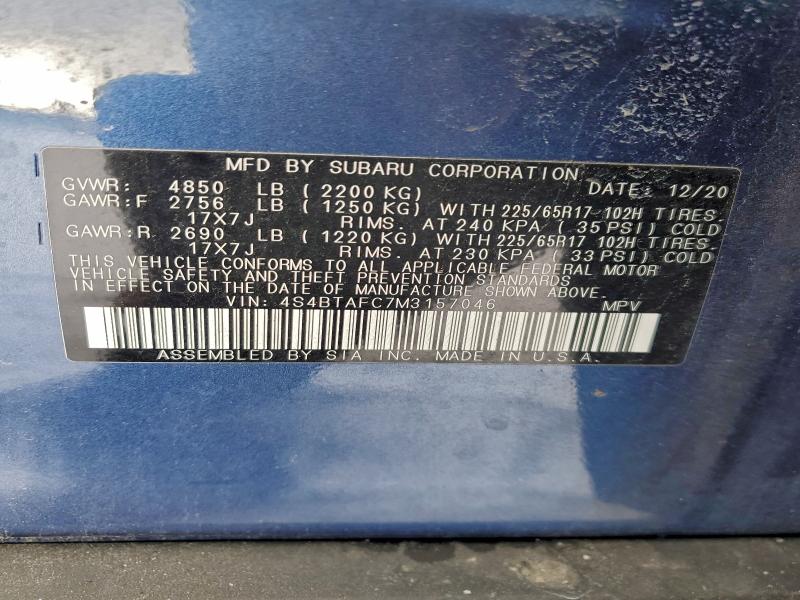 MFD BY SUBARU CORPORATION
GVWR: 4850 LB (2200 KG) DATE: 12/20
GAWR:F 2756 LB (1250 KG) WITH 225/65R17 102H TIRES.
17X7J RIMS. AT 240 KPA (35 PSI) COLD
GAWR:R 2690 LB (1220 KG) WITH 225/65R17 102H TIRES.
17X7J RIMS. AT 230 KPA (33 PSI) COLD
THIS VEHICLE CONFORMS TO ALL APPLICABLE FEDERAL MOTOR
VEHICLE SAFETY AND THEFT PREVENTION STANDARDS
IN EFFECT ON THE DATE OF MANUFACTURE SHOWN ABOVE.
VIN: 4S4BTAFC7M3157046 MPV
ASSEMBLED BY SIA INC. MADE IN U.S.A.